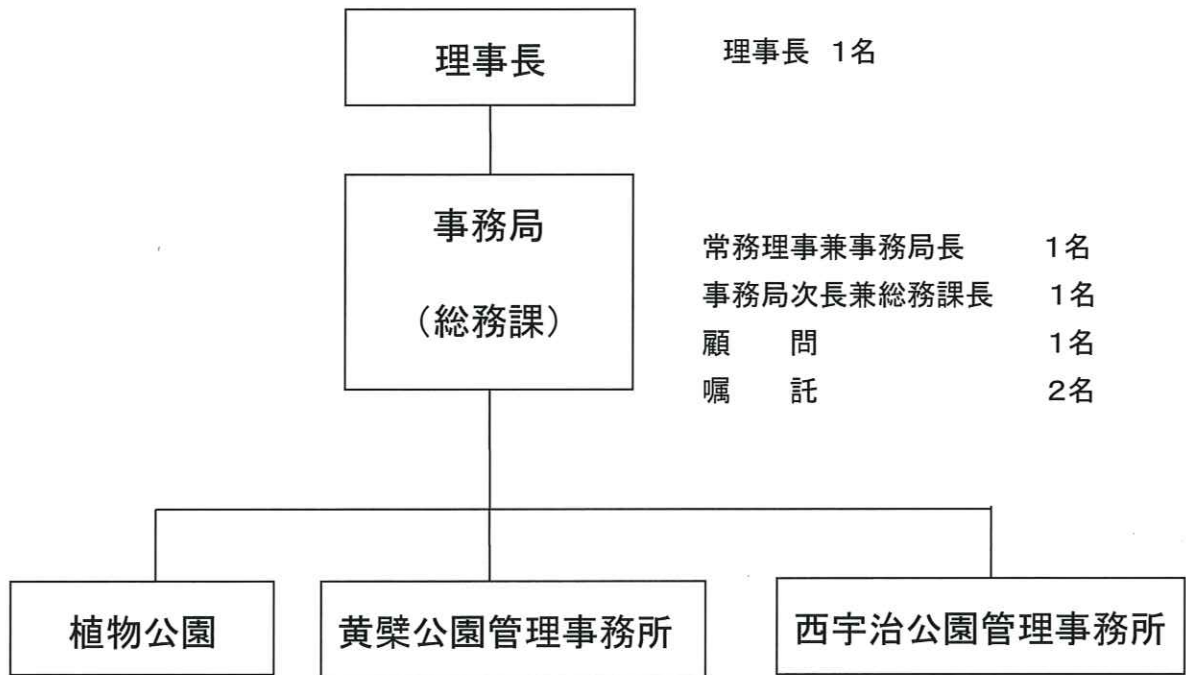 理事長
理事長 1名
事務局
(総務課)
常務理事兼事務局長 1名
事務局次長兼総務課長 1名
顧 問 1名
嘱 託 2名
植物公園
黄檗公園管理事務所
西宇治公園管理事務所